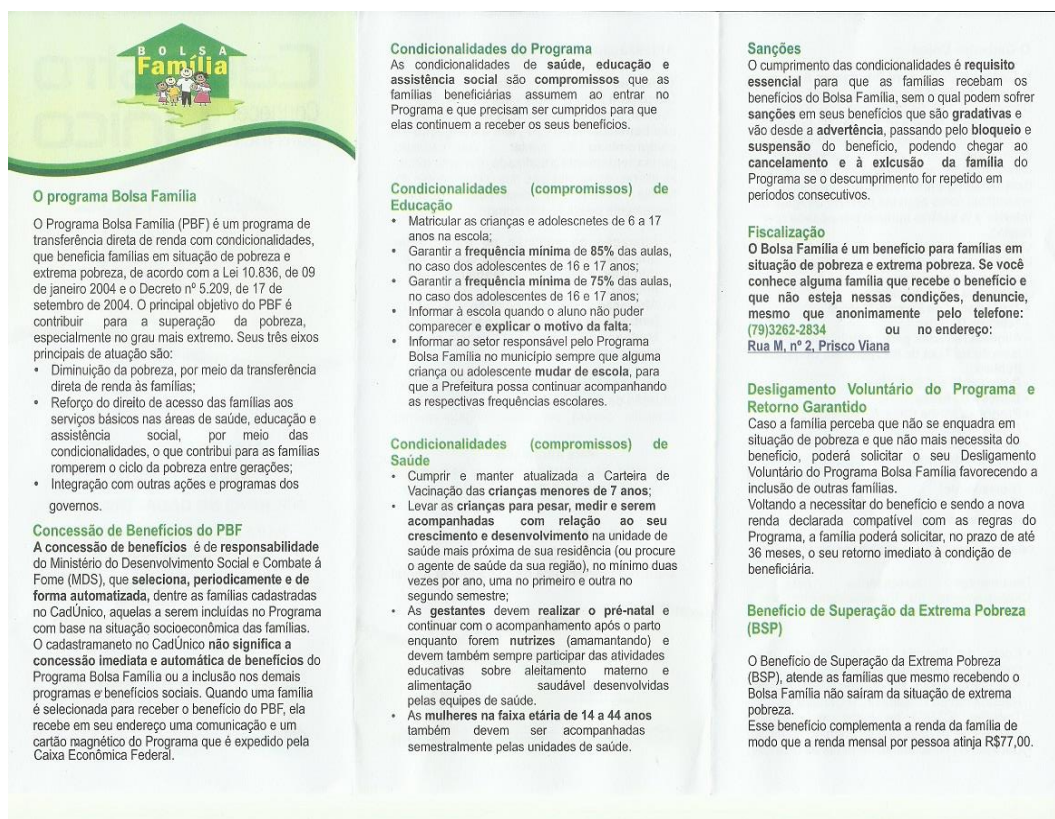 BOLSA
Família
O programa Bolsa Família
O Programa Bolsa Família (PBF) é um programa de
transferência direta de renda com condicionalidades,
que beneficia famílias em situação de pobreza e
extrema pobreza, de acordo com a Lei 10.836, de 09
de janeiro 2004 e o Decreto nº 5.209, de 17 de
setembro de 2004. O principal objetivo do PBF é
contribuir para a superação da pobreza,
especialmente no grau mais extremo. Seus três eixos
principais de atuação são:
• Diminuição da pobreza, por meio da transferência
direta de renda às famílias;
• Reforço do direito de acesso das famílias aos
serviços básicos nas áreas de saúde, educação e
assistência social, por meio das
condicionalidades, o que contribui para as famílias
romperem o ciclo da pobreza entre gerações;
• Integração com outras ações e programas dos
governos.
Concessão de Benefícios do PBF
A concessão de benefícios é de responsabilidade
do Ministério do Desenvolvimento Social e Combate á
Fome (MDS), que seleciona, periodicamente e de
forma automatizada, dentre as famílias cadastradas
no CadÚnico, aquelas a serem incluídas no Programa
com base na situação socioeconômica das famílias.
O cadastramaneto no CadÚnico não significa a
concessão imediata e automática de benefícios do
Programa Bolsa Família ou a inclusão nos demais
programas e benefícios sociais. Quando uma família
é selecionada para receber o benefício do PBF, ela
recebe em seu endereço uma comunicação e um
cartão magnético do Programa que é expedido pela
Caixa Econômica Federal.
Condicionalidades do Programa
As condicionalidades de saúde, educação e
assistência social são compromissos que as
famílias beneficiárias assumem ao entrar no
Programa e que precisam ser cumpridos para que
elas continuem a receber os seus benefícios.
Condicionalidades (compromissos) de
Educação
• Matricular as crianças e adolescnetes de 6 a 17
anos na escola;
• Garantir a frequência mínima de 85% das aulas,
no caso dos adolescentes de 16 e 17 anos;
• Garantir a frequência mínima de 75% das aulas,
no caso dos adolescentes de 16 e 17 anos;
• Informar à escola quando o aluno não puder
comparecer e explicar o motivo da falta;
• Informar ao setor responsável pelo Programa
Bolsa Família no município sempre que alguma
criança ou adolescente mudar de escola, para
que a Prefeitura possa continuar acompanhando
as respectivas frequências escolares.
Condicionalidades (compromissos) de
Saúde
• Cumprir e manter atualizada a Carteira de
Vacinação das crianças menores de 7 anos;
• Levar as crianças para pesar, medir e serem
acompanhadas com relação ao seu
crescimento e desenvolvimento na unidade de
saúde mais próxima de sua residência (ou procure
o agente de saúde da sua região), no mínimo duas
vezes por ano, uma no primeiro e outra no
segundo semestre;
• As gestantes devem realizar o pré-natal e
continuar com o acompanhamento após o parto
enquanto forem nutrizes (amamantando) e
devem também sempre participar das atividades
educativas sobre aleitamento materno e
alimentação saudável desenvolvidas
pelas equipes de saúde.
• As mulheres na faixa etária de 14 a 44 anos
também devem ser acompanhadas
semestralmente pelas unidades de saúde.
Sanções
O cumprimento das condicionalidades é requisito
essencial para que as famílias recebam os
benefícios do Bolsa Família, sem o qual podem sofrer
sanções em seus benefícios que são gradativas e
vão desde a advertência, passando pelo bloqueio e
suspensão do benefício, podendo chegar ao
cancelamento e à exlcusão da família do
Programa se o descumprimento for repetido em
períodos consecutivos.
Fiscalização
O Bolsa Família é um benefício para famílias em
situação de pobreza e extrema pobreza. Se você
conhece alguma família que recebe o benefício e
que não esteja nessas condições, denuncie,
mesmo que anonimamente pelo telefone:
(79)3262-2834 ou no endereço:
Rua M, nº 2, Prisco Viana
Desligamento Voluntário do Programa e
Retorno Garantido
Caso a família perceba que não se enquadra em
situação de pobreza e que não mais necessita do
benefício, poderá solicitar o seu Desligamento
Voluntário do Programa Bolsa Família favorecendo a
inclusão de outras famílias.
Voltando a necessitar do benefício e sendo a nova
renda declarada compatível com as regras do
Programa, a família poderá solicitar, no prazo de até
36 meses, o seu retorno imediato à condição de
beneficiária.
Benefício de Superação da Extrema Pobreza
(BSP)
O Benefício de Superação da Extrema Pobreza
(BSP), atende as famílias que mesmo recebendo o
Bolsa Família não saíram da situação de extrema
pobreza.
Esse benefício complementa a renda da família de
modo que a renda mensal por pessoa atinja R$77,00.